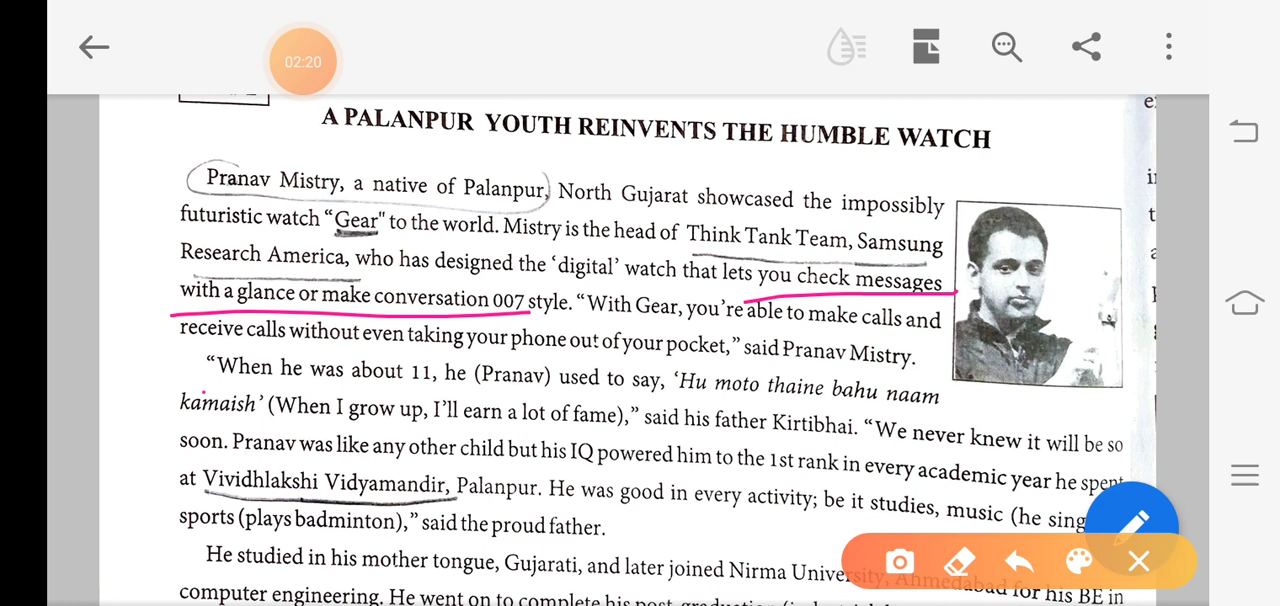 02:20
A PALANPUR YOUTH REINVENTS THE HUMBLE WATCH
Pranav Mistry, a native of Palanpur, North Gujarat showcased the impossibly
futuristic watch “Gear" to the world. Mistry is the head of Think Tank Team, Samsung
Research America, who has designed the ‘digital’ watch that lets you check messages
with a glance or make conversation 007 style. “With Gear, you’re able to make calls and
receive calls without even taking your phone out of your pocket,” said Pranav Mistry.
“When he was about 11, he (Pranav) used to say, ‘Hu moto thaine bahu naam
kamaish’ (When I grow up, I’ll earn a lot of fame),” said his father Kirtibhai. “We never knew it will be so
soon. Pranav was like any other child but his IQ powered him to the 1st rank in every academic year he spent
at Vividhlakshi Vidyamandir, Palanpur. He was good in every activity; be it studies, music (he sing
sports (plays badminton),” said the proud father.
He studied in his mother tongue, Gujarati, and later joined Nirma University, Ahmedabad for his BE in
computer engineering. He went on to complete his post-graduation